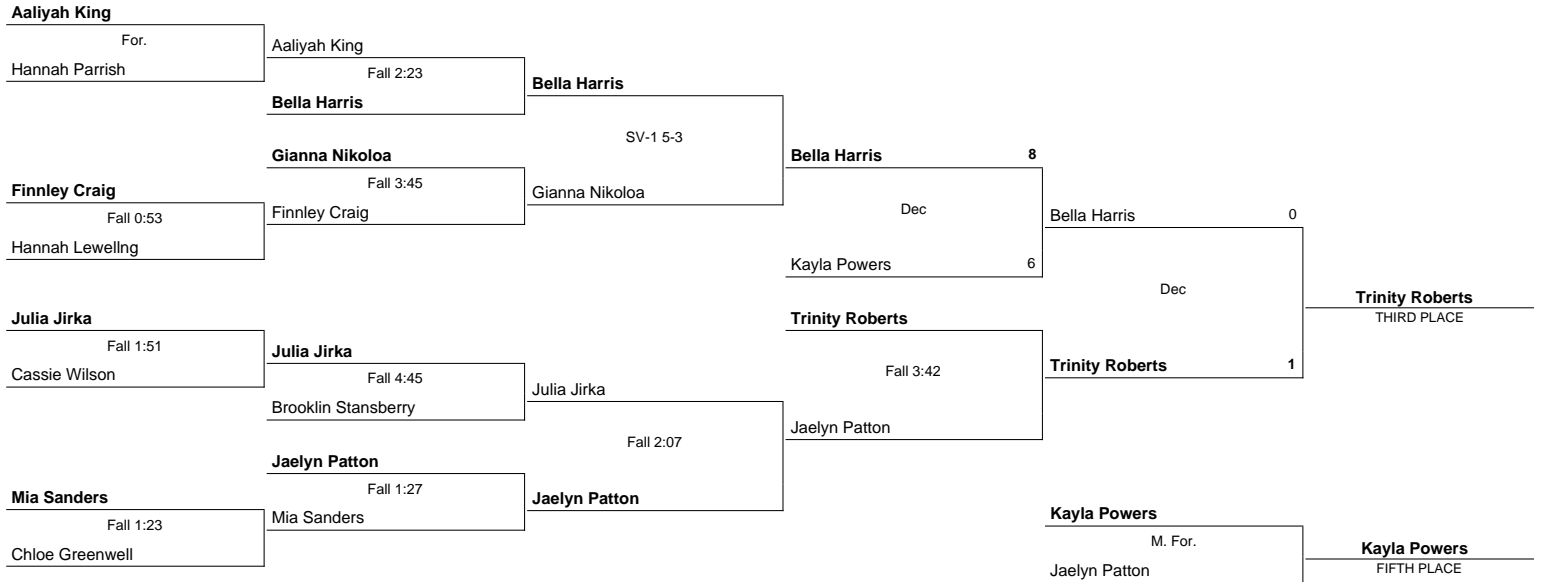 Aaliyah King
For.
Hannah Parrish
Aaliyah King
Fall 2:23
Bella Harris
Bella Harris
SV-1 5-3
Gianna Nikoloa
Gianna Nikoloa
Fall 3:45
Finnley Craig
Finnley Craig
Fall 0:53
Hannah Lewellng
Bella Harris 8
Dec
Kayla Powers 6
Bella Harris 0
Dec
Trinity Roberts 1
Trinity Roberts
THIRD PLACE
Julia Jirka
Fall 1:51
Cassie Wilson
Julia Jirka
Fall 4:45
Brooklin Stansberry
Julia Jirka
Fall 2:07
Jaelyn Patton
Jaelyn Patton
Fall 1:27
Mia Sanders
Mia Sanders
Fall 1:23
Chloe Greenwell
Trinity Roberts
Fall 3:42
Jaelyn Patton
Kayla Powers
M. For.
Jaelyn Patton
Kayla Powers
FIFTH PLACE